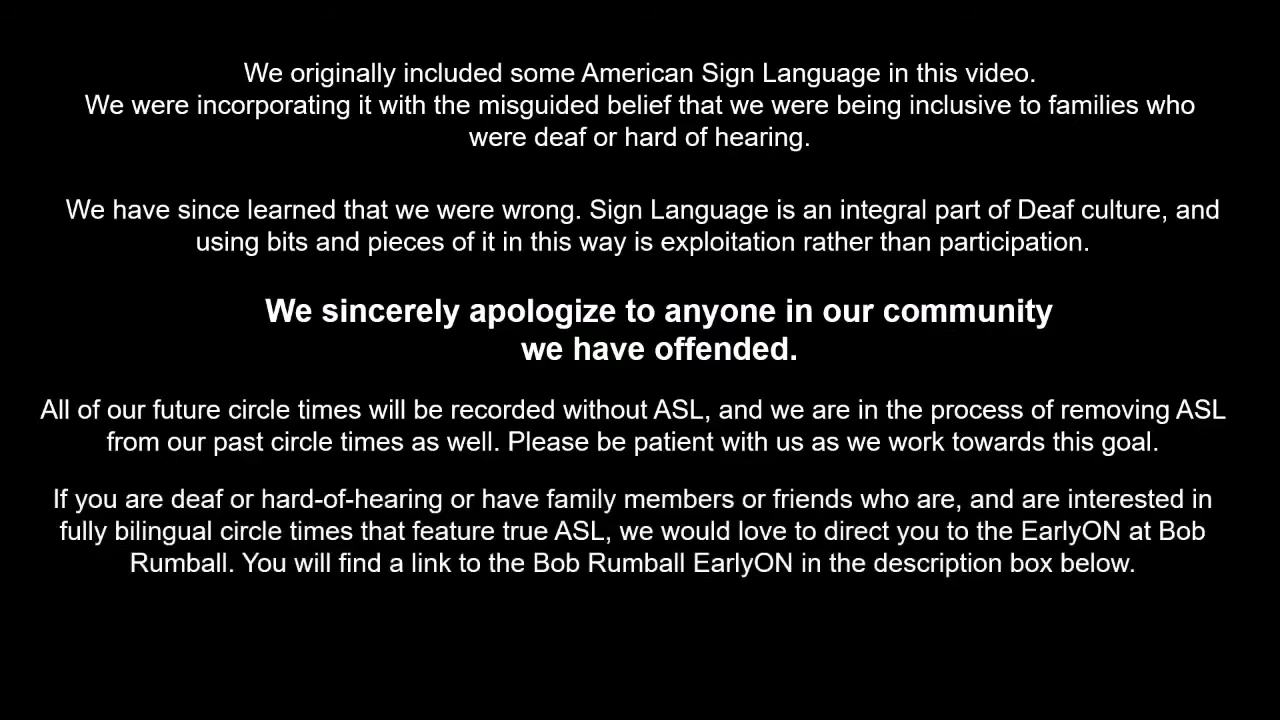 We originally included some American Sign Language in this video.
We were incorporating it with the misguided belief that we were being inclusive to families who
were deaf or hard of hearing.
We have since learned that we were wrong. Sign Language is an integral part of Deaf culture, and
using bits and pieces of it in this way is exploitation rather than participation.
We sincerely apologize to anyone in our community
we have offended.
All of our future circle times will be recorded without ASL, and we are in the process of removing ASL
from our past circle times as well. Please be patient with us as we work towards this goal.
If you are deaf or hard-of-hearing or have family members or friends who are, and are interested in
fully bilingual circle times that feature true ASL, we would love to direct you to the EarlyON at Bob
Rumball. You will find a link to the Bob Rumball EarlyON in the description box below.